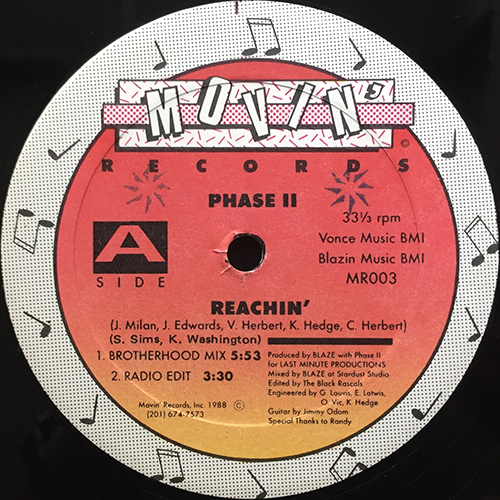 MOVIN'
©
RECORDS
PHASE II
33⅓ rpm
Vonce Music BMI
Blazin Music BMI
MR003
A
SIDE
REACHIN'
(J. Milan, J. Edwards, V. Herbert, K. Hedge, C. Herbert)
(S. Sims, K. Washington)
1. BROTHERHOOD MIX 5:53
2. RADIO EDIT 3:30
Produced by BLAZE with Phase II
for LAST MINUTE PRODUCTIONS
Mixed by BLAZE at Stardust Studio
Edited by The Black Rascals
Engineered by G. Lauvis, E. Lotwis,
O. Vic, K. Hedge
Guitar by Jimmy Odom
Special Thanks to Randy
Movin' Records, Inc. 1988 ©
(201) 674-7573